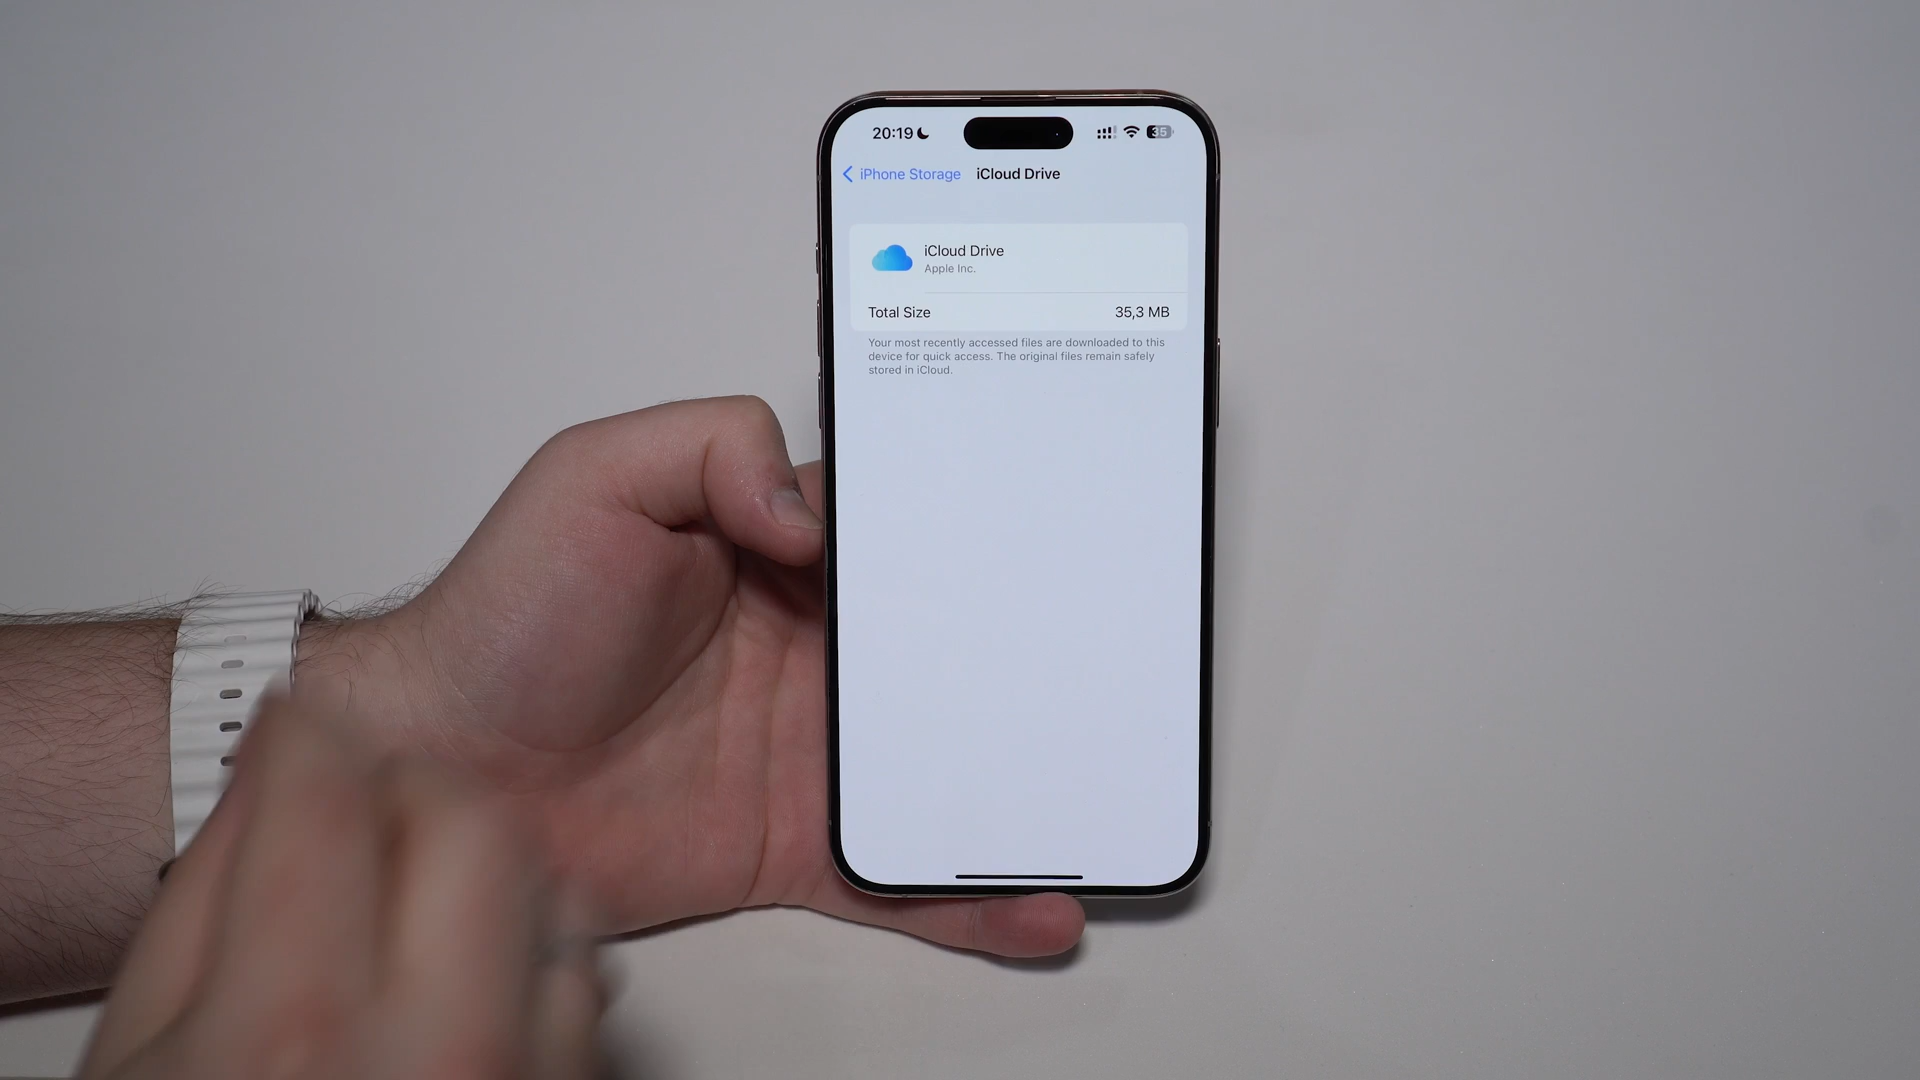 20:19
35
iPhone Storage iCloud Drive
iCloud Drive
Apple Inc.
Total Size 35,3 MB
Your most recently accessed files are downloaded to this
device for quick access. The original files remain safely
stored in iCloud.